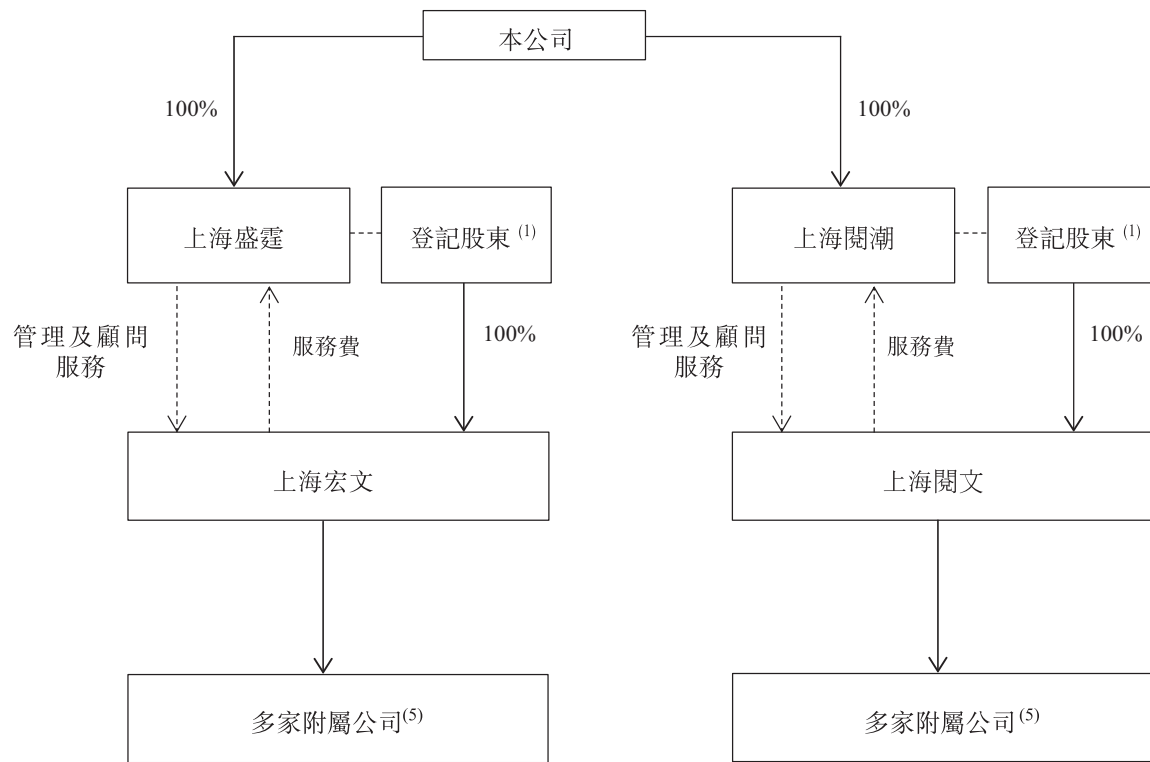 本公司
100%
100%
上海盛霆
登記股東 (1)
上海閱潮
登記股東 (1)
管理及顧問
服務
服務費
100%
管理及顧問
服務
服務費
100%
上海宏文
上海閱文
多家附屬公司(5)
多家附屬公司(5)